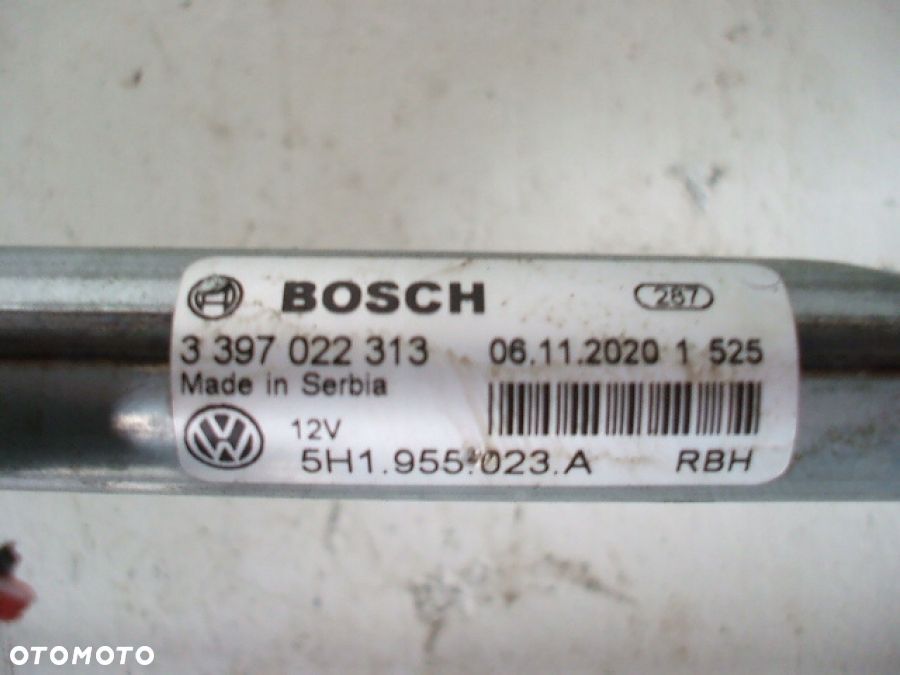 BOSCH 287
3 397 022 313 06.11.2020 1 525
Made in Serbia
VW 12V
5H1.955.023.A RBH
OTOMOTO